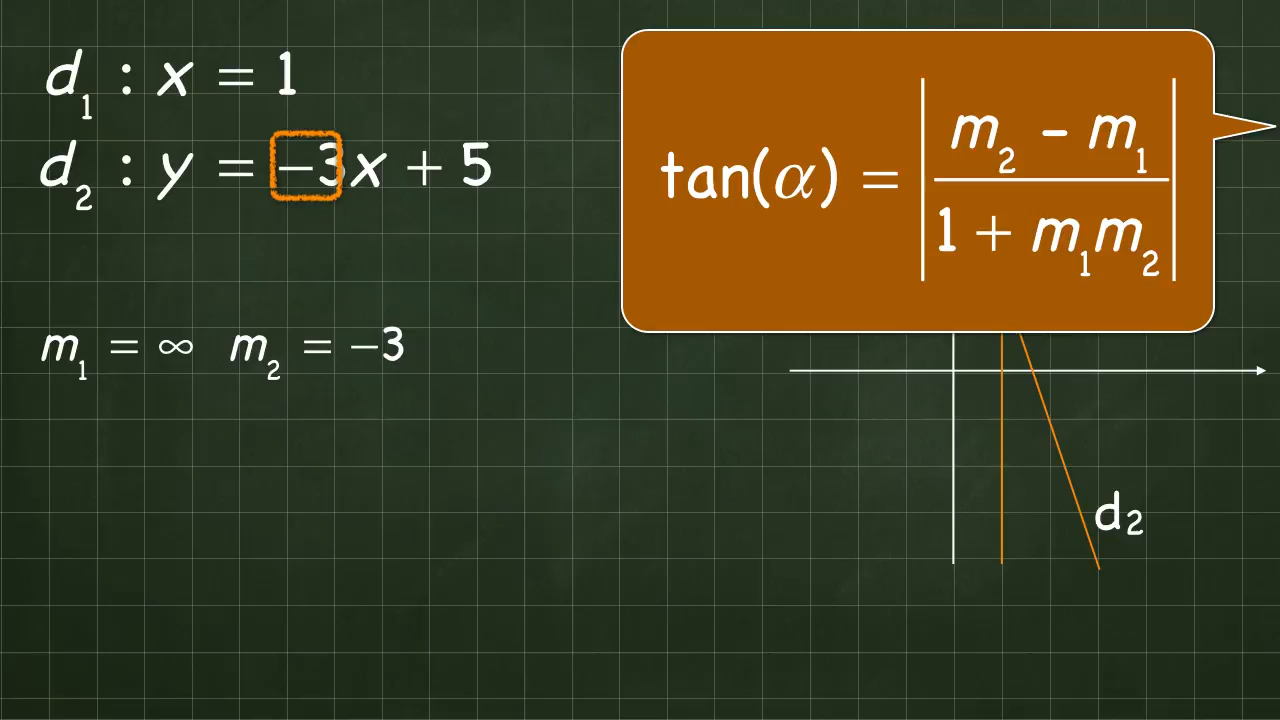 d₁ : x = 1
d₂ : y = −3x + 5
tan(α) = | (m₂ - m₁) / (1 + m₁m₂) |
m₁ = ∞ m₂ = −3
d₂